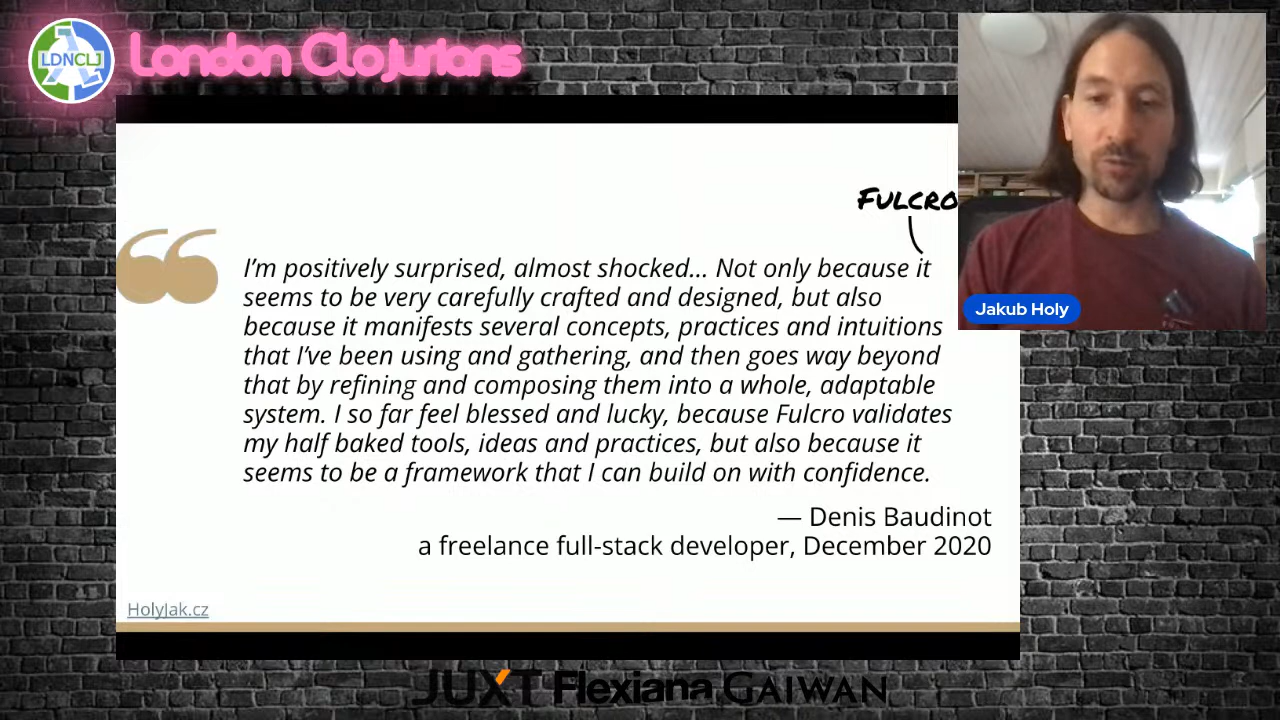 LDNCLJ
London Clojurians
FULCRO
I'm positively surprised, almost shocked... Not only because it
seems to be very carefully crafted and designed, but also
because it manifests several concepts, practices and intuitions
that I've been using and gathering, and then goes way beyond
that by refining and composing them into a whole, adaptable
system. I so far feel blessed and lucky, because Fulcro validates
my half baked tools, ideas and practices, but also because it
seems to be a framework that I can build on with confidence.
— Denis Baudinot
a freelance full-stack developer, December 2020
HolyJak.cz
Jakub Holy
JUXT Flexiana GAIWAN